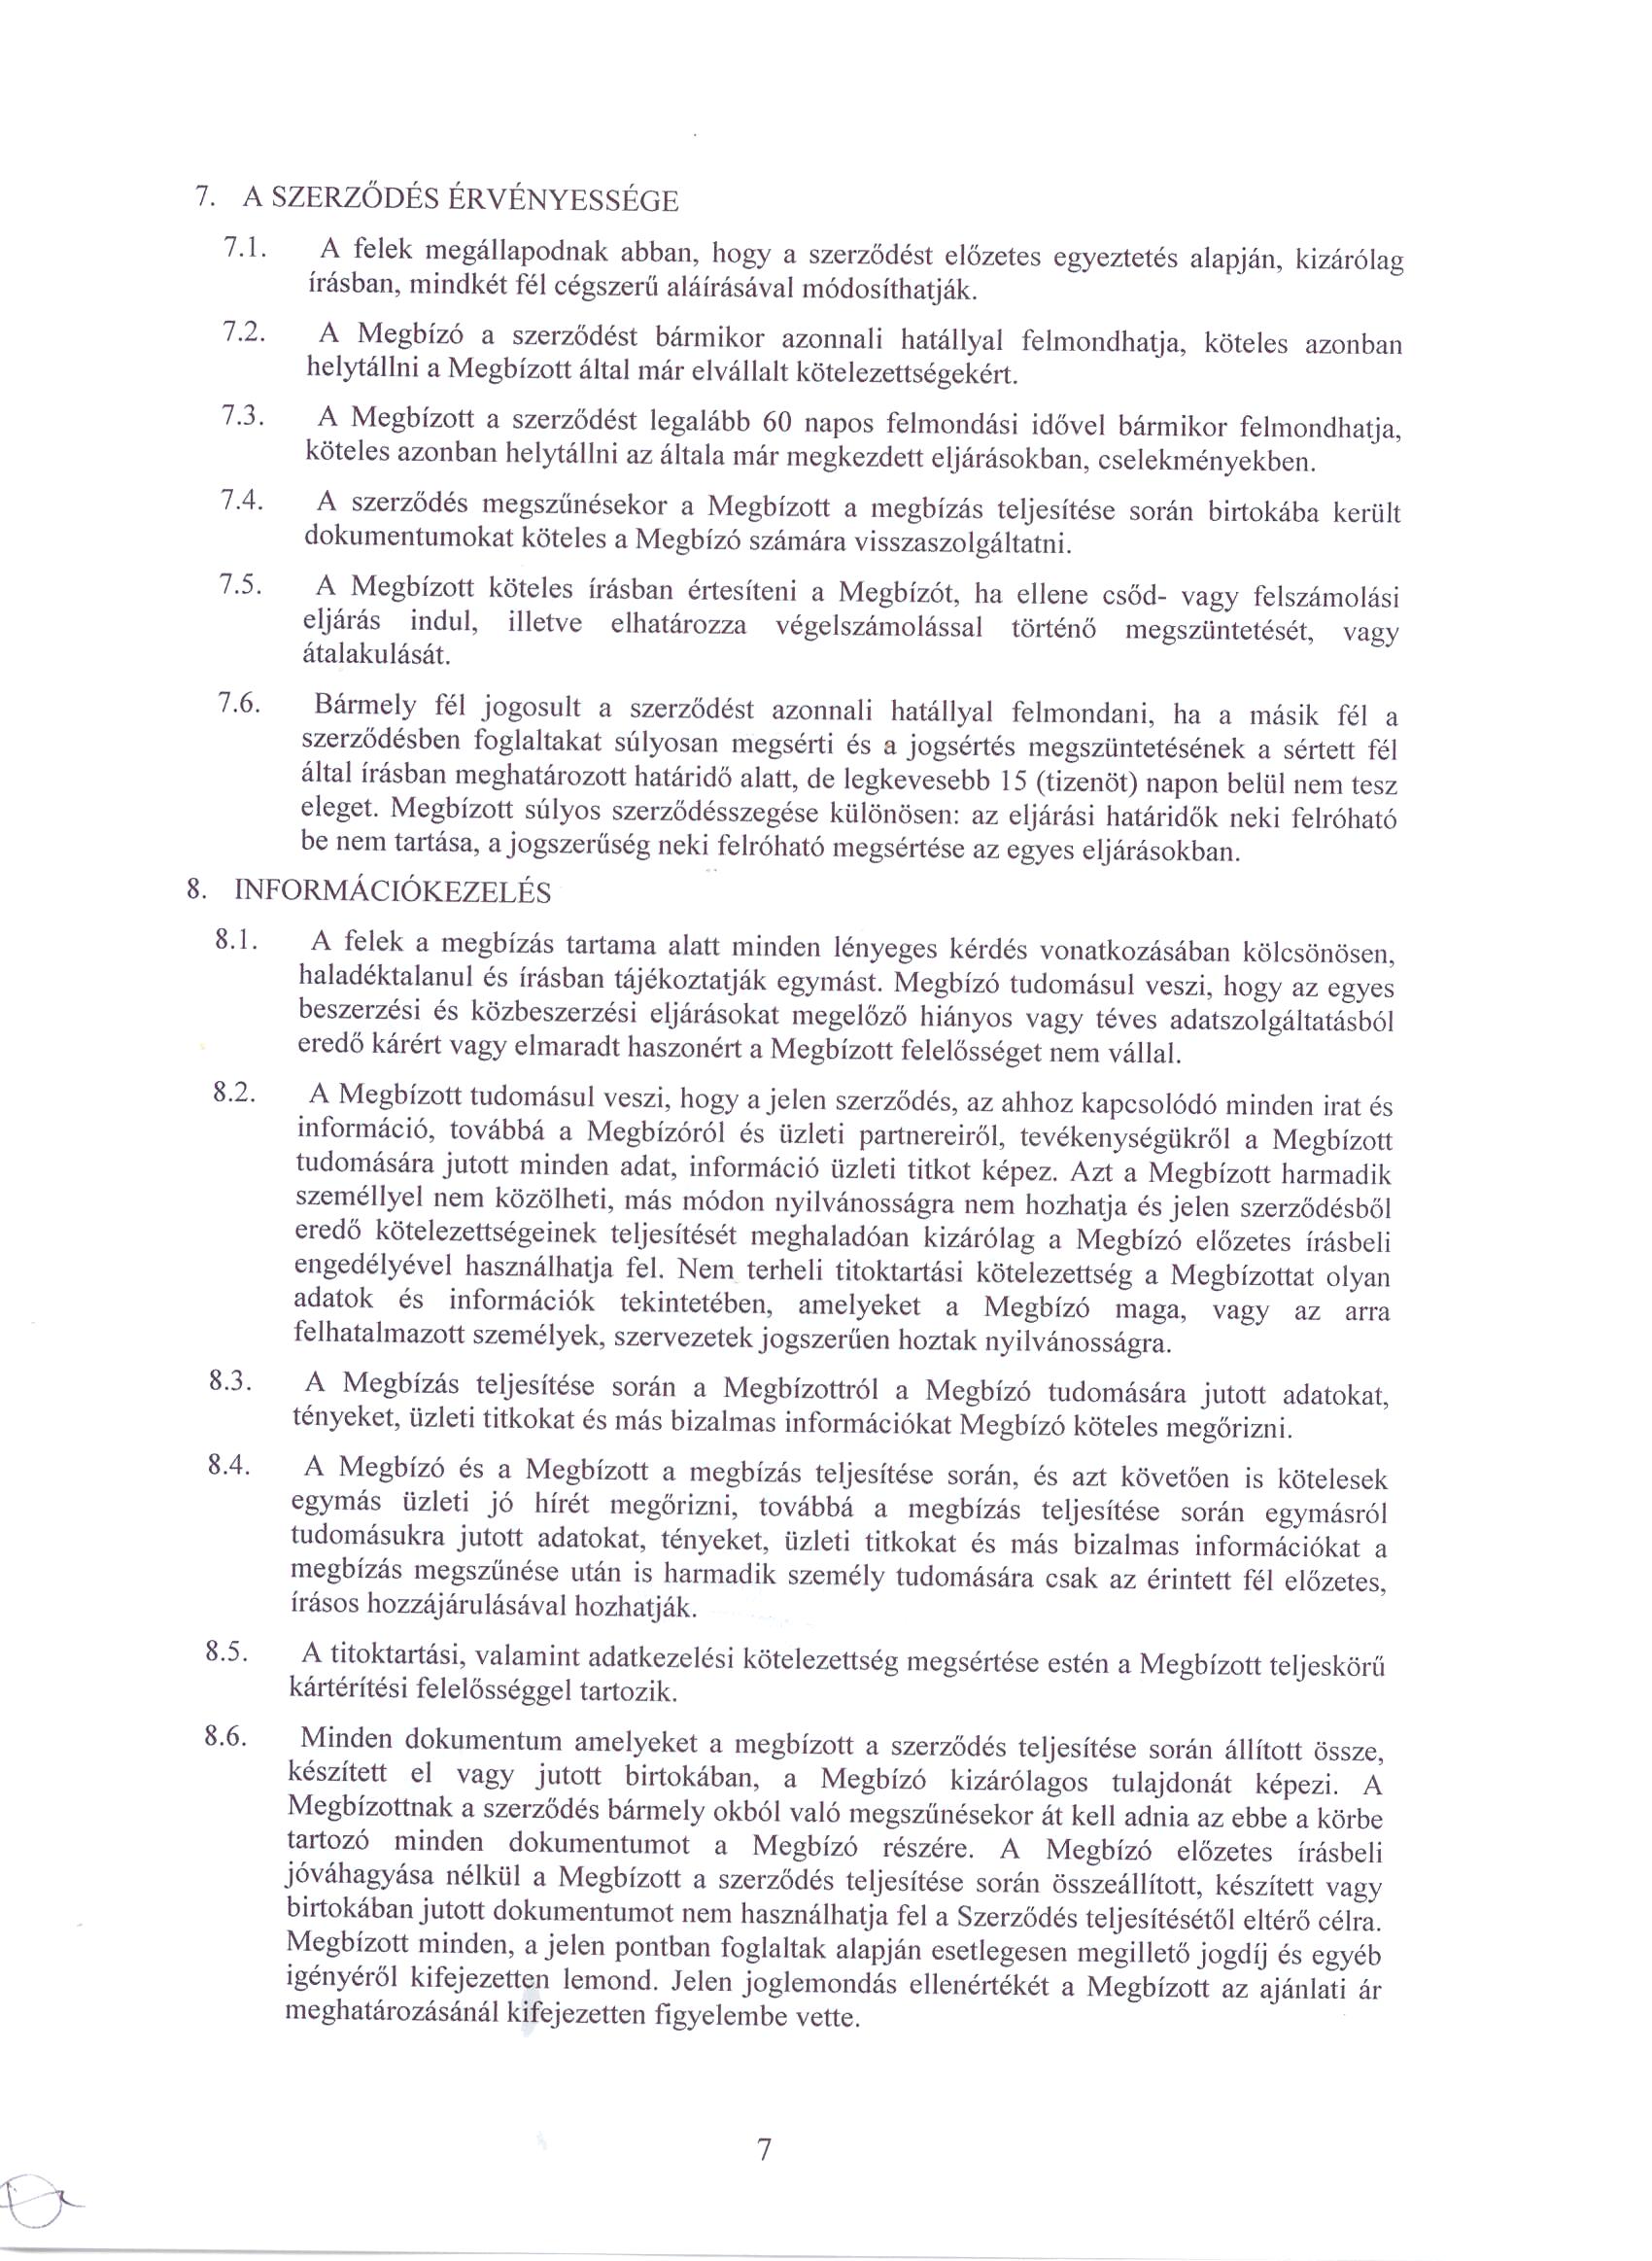 7. A SZERZŐDÉS ÉRVÉNYESSÉGE
7.1. A felek megállapodnak abban, hogy a szerződést előzetes egyeztetés alapján, kizárólag
írásban, mindkét fél cégszerű aláírásával módosíthatják.
7.2. A Megbízó a szerződést bármikor azonnali hatállyal felmondhatja, köteles azonban
helytállni a Megbízott által már elvállalt kötelezettségekért.
7.3. A Megbízott a szerződést legalább 60 napos felmondási idővel bármikor felmondhatja,
köteles azonban helytállni az általa már megkezdett eljárásokban, cselekményekben.
7.4. A szerződés megszűnésekor a Megbízott a megbízás teljesítése során birtokába került
dokumentumokat köteles a Megbízó számára visszaszolgáltatni.
7.5. A Megbízott köteles írásban értesíteni a Megbízót, ha ellene csőd- vagy felszámolási
eljárás indul, illetve elhatározza végelszámolással történő megszüntetését, vagy
átalakulását.
7.6. Bármely fél jogosult a szerződést azonnali hatállyal felmondani, ha a másik fél a
szerződésben foglaltakat súlyosan megsérti és a jogsértés megszüntetésének a sértett fél
által írásban meghatározott határidő alatt, de legkevesebb 15 (tizenöt) napon belül nem tesz
eleget. Megbízott súlyos szerződésszegése különösen: az eljárási határidők neki felróható
be nem tartása, a jogszerűség neki felróható megsértése az egyes eljárásokban.
8. INFORMÁCIÓKEZELÉS
8.1. A felek a megbízás tartama alatt minden lényeges kérdés vonatkozásában kölcsönösen,
haladéktalanul és írásban tájékoztatják egymást. Megbízó tudomásul veszi, hogy az egyes
beszerzési és közbeszerzési eljárásokat megelőző hiányos vagy téves adatszolgáltatásból
eredő kárért vagy elmaradt haszonért a Megbízott felelősséget nem vállal.
8.2. A Megbízott tudomásul veszi, hogy a jelen szerződés, az ahhoz kapcsolódó minden irat és
információ, továbbá a Megbízóról és üzleti partnereiről, tevékenységükről a Megbízott
tudomására jutott minden adat, információ üzleti titkot képez. Azt a Megbízott harmadik
személlyel nem közölheti, más módon nyilvánosságra nem hozhatja és jelen szerződésből
eredő kötelezettségeinek teljesítését meghaladóan kizárólag a Megbízó előzetes írásbeli
engedélyével használhatja fel. Nem terheli titoktartási kötelezettség a Megbízottat olyan
adatok és információk tekintetében, amelyeket a Megbízó maga, vagy az arra
felhatalmazott személyek, szervezetek jogszerűen hoztak nyilvánosságra.
8.3. A Megbízás teljesítése során a Megbízottról a Megbízó tudomására jutott adatokat,
tényeket, üzleti titkokat és más bizalmas információkat Megbízó köteles megőrizni.
8.4. A Megbízó és a Megbízott a megbízás teljesítése során, és azt követően is kötelesek
egymás üzleti jó hírét megőrizni, továbbá a megbízás teljesítése során egymásról
tudomásukra jutott adatokat, tényeket, üzleti titkokat és más bizalmas információkat a
megbízás megszűnése után is harmadik személy tudomására csak az érintett fél előzetes,
írásos hozzájárulásával hozhatják.
8.5. A titoktartási, valamint adatkezelési kötelezettség megsértése estén a Megbízott teljeskörű
kártérítési felelősséggel tartozik.
8.6. Minden dokumentum amelyeket a megbízott a szerződés teljesítése során állított össze,
készített el vagy jutott birtokában, a Megbízó kizárólagos tulajdonát képezi. A
Megbízottnak a szerződés bármely okból való megszűnésekor át kell adnia az ebbe a körbe
tartozó minden dokumentumot a Megbízó részére. A Megbízó előzetes írásbeli
jóváhagyása nélkül a Megbízott a szerződés teljesítése során összeállított, készített vagy
birtokában jutott dokumentumot nem használhatja fel a Szerződés teljesítésétől eltérő célra.
Megbízott minden, a jelen pontban foglaltak alapján esetlegesen megillető jogdíj és egyéb
igényéről kifejezetten lemond. Jelen joglemondás ellenértékét a Megbízott az ajánlati ár
meghatározásánál kifejezetten figyelembe vette.
7